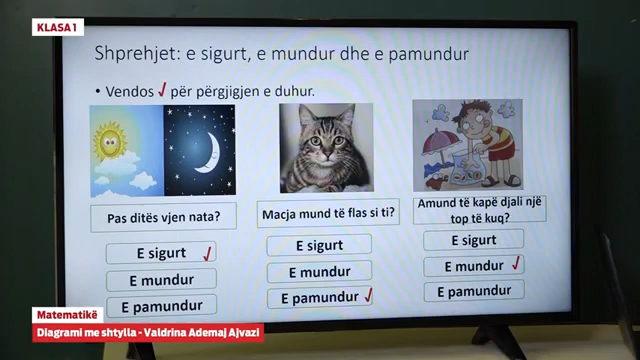 KLASA 1
Shprehjet: e sigurt, e mundur dhe e pamundur
• Vendos ✓ për përgjigjen e duhur.
Pas ditës vjen nata?
E sigurt ✓
E mundur
E pamundur
Macja mund të flas si ti?
E sigurt
E mundur
E pamundur ✓
Amund të kapë djali një
top të kuq?
E sigurt
E mundur ✓
E pamundur
Matematikë
Diagrami me shtylla - Valdrina Ademaj Ajvazi